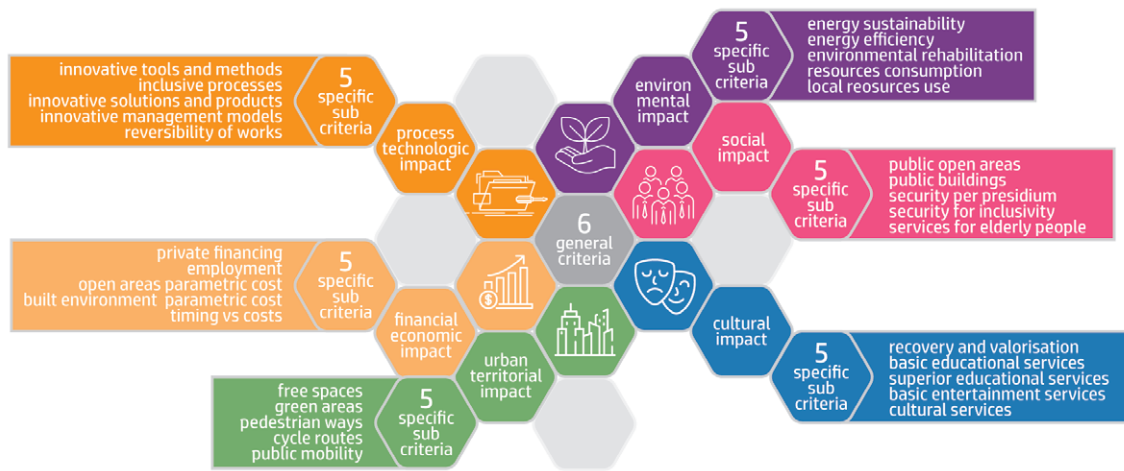 innovative tools and methods
inclusive processes
innovative solutions and products
innovative management models
reversibility of works
5
specific
sub
criteria
process
technologic
impact
environ
mental
impact
5
specific
sub
criteria
energy sustainability
energy efficiency
environmental rehabilitation
resources consumption
local reosurces use
social
impact
5
specific
sub
criteria
public open areas
public buildings
security per presidium
security for inclusivity
services for elderly people
6
general
criteria
private financing
employment
open areas parametric cost
built environment parametric cost
timing vs costs
5
specific
sub
criteria
financial
economic
impact
$
cultural
impact
5
specific
sub
criteria
recovery and valorisation
basic educational services
superior educational services
basic entertainment services
cultural services
urban
territorial
impact
free spaces
green areas
pedestrian ways
cycle routes
public mobility
5
specific
sub
criteria